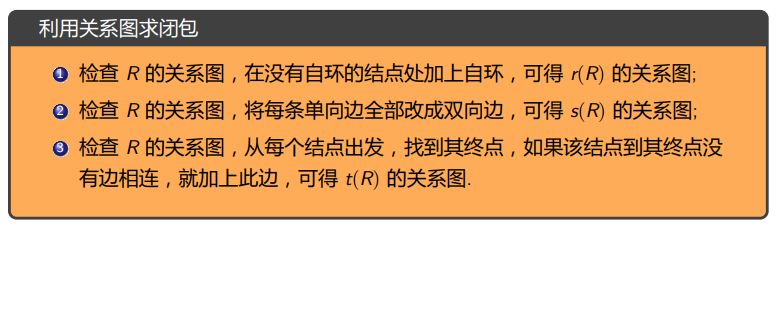 利用关系图求闭包
1 检查 R 的关系图，在没有自环的结点处加上自环，可得 r(R) 的关系图;
2 检查 R 的关系图，将每条单向边全部改成双向边，可得 s(R) 的关系图;
3 检查 R 的关系图，从每个结点出发，找到其终点，如果该结点到其终点没
有边相连，就加上此边，可得 t(R) 的关系图.